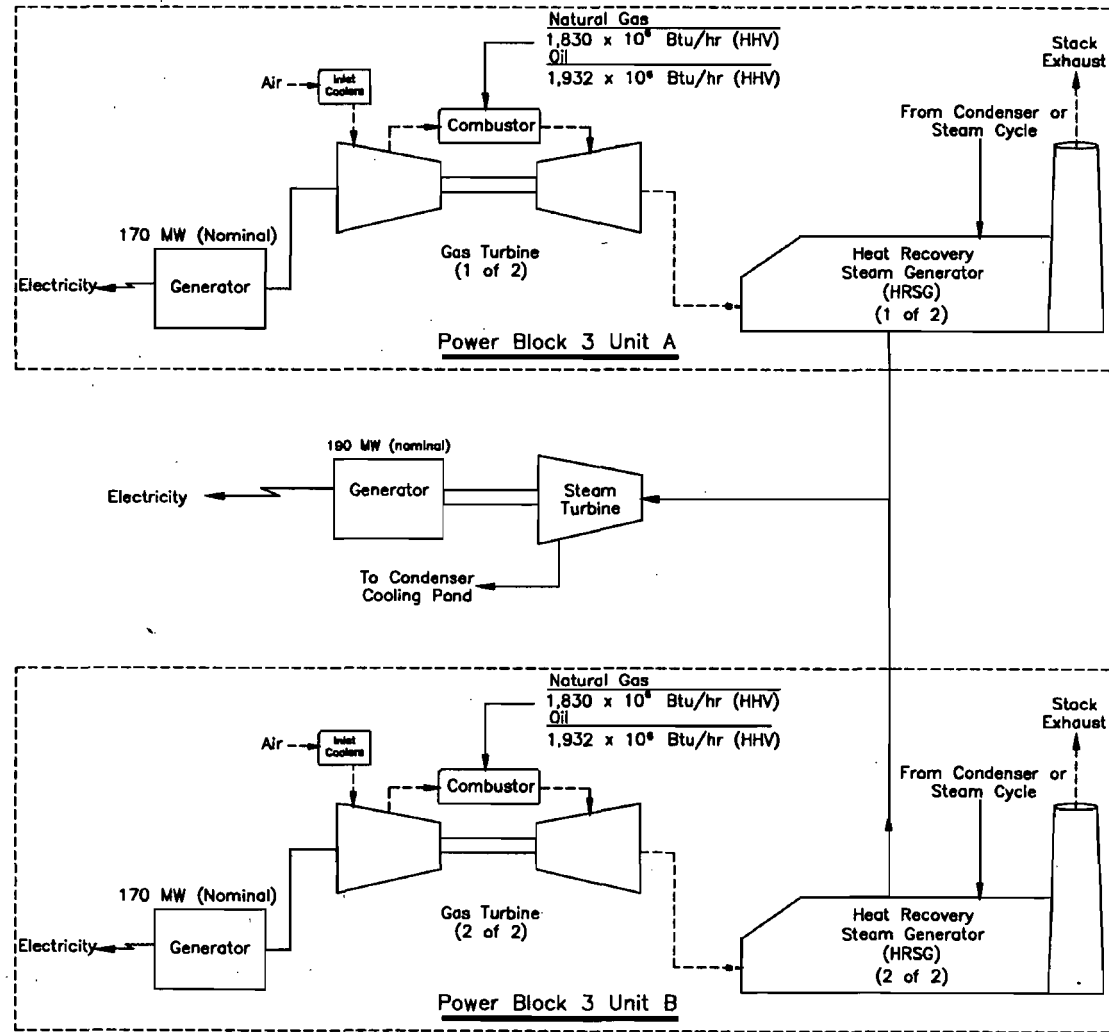 Natural Gas
1,830 x 10⁶ Btu/hr (HHV)
Oil
1,932 x 10⁶ Btu/hr (HHV)
Stack
Exhaust
Air
Inlet
Coolers
Combustor
From Condenser or
Steam Cycle
170 MW (Nominal)
Gas Turbine
(1 of 2)
Heat Recovery
Steam Generator
(HRSG)
(1 of 2)
Electricity
Generator
Power Block 3 Unit A
190 MW (nominal)
Electricity
Generator
Steam
Turbine
To Condenser
Cooling Pond
Natural Gas
1,830 x 10⁶ Btu/hr (HHV)
Oil
1,932 x 10⁶ Btu/hr (HHV)
Stack
Exhaust
Air
Inlet
Coolers
Combustor
From Condenser or
Steam Cycle
170 MW (Nominal)
Gas Turbine
(2 of 2)
Heat Recovery
Steam Generator
(HRSG)
(2 of 2)
Electricity
Generator
Power Block 3 Unit B